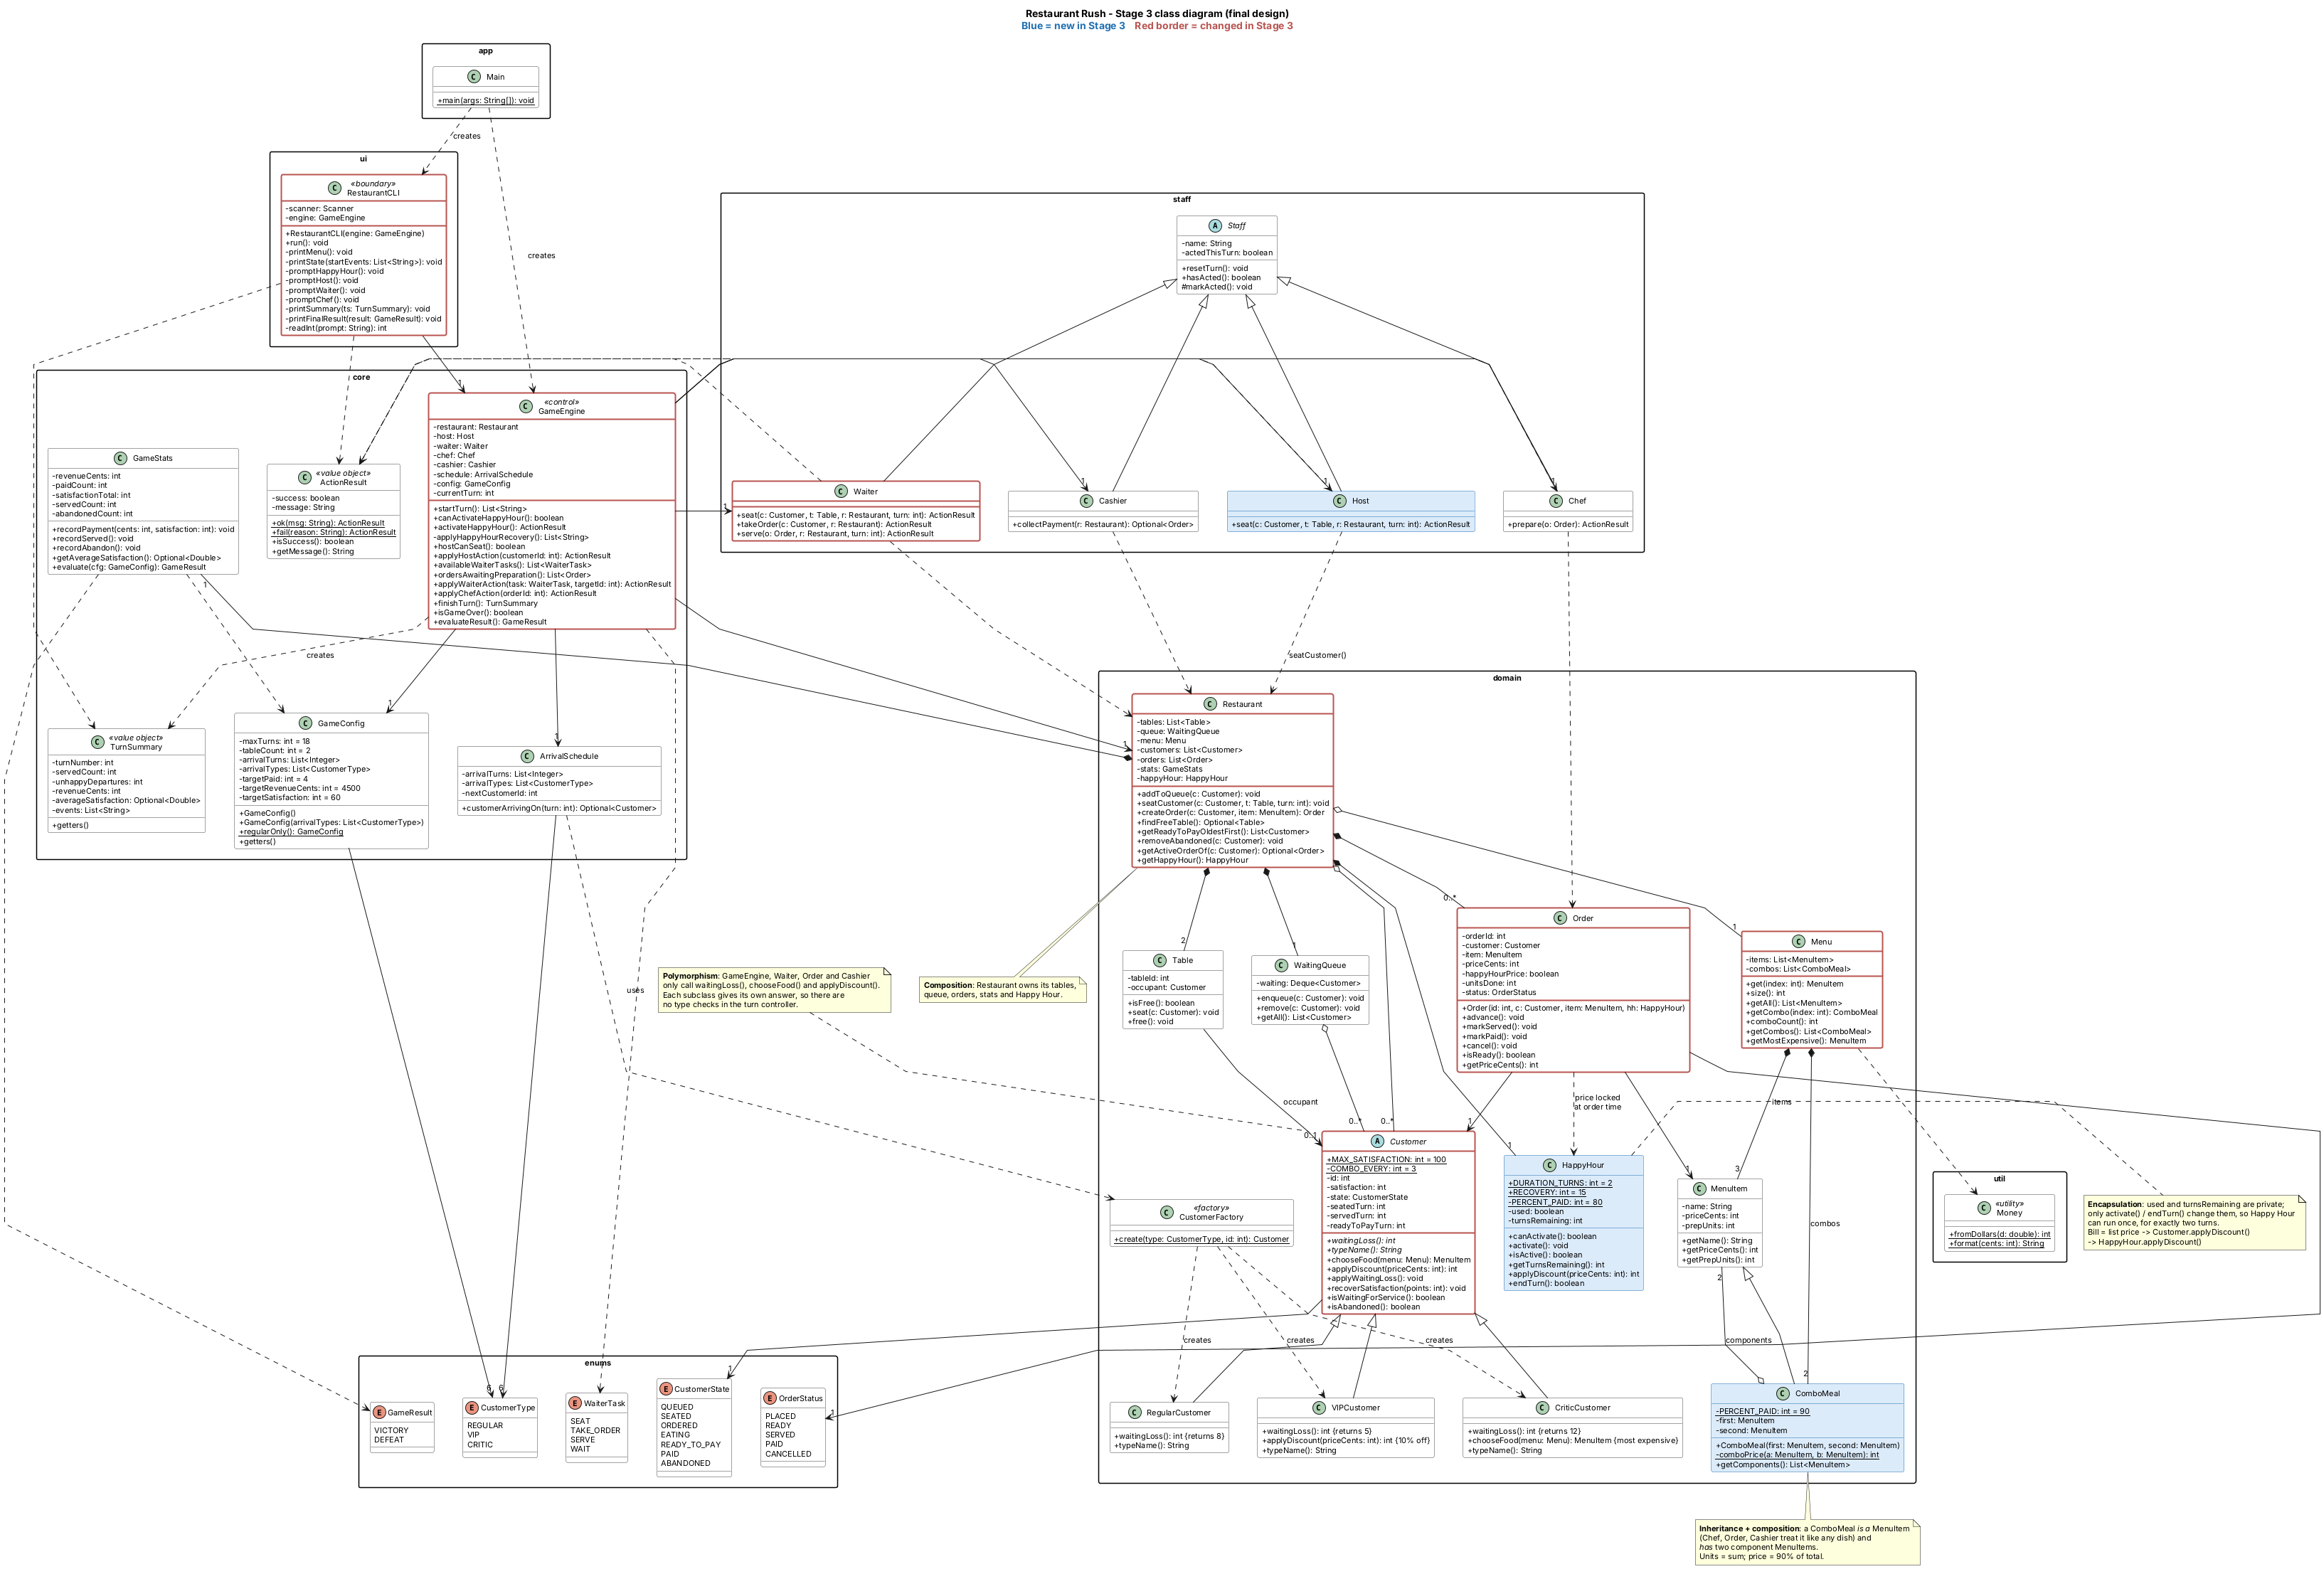 Restaurant Rush - Stage 3 class diagram (final design)
Blue = new in Stage 3   Red border = changed in Stage 3
app
C Main
+main(args: String[]): void
creates
creates
ui
«boundary»
C RestaurantCLI
-scanner: Scanner
-engine: GameEngine
+RestaurantCLI(engine: GameEngine)
+run(): void
-printMenu(): void
-printState(startEvents: List<String>): void
-promptHappyHour(): void
-promptHost(): void
-promptWaiter(): void
-promptChef(): void
-printSummary(ts: TurnSummary): void
-printFinalResult(result: GameResult): void
-readInt(prompt: String): int
staff
A Staff
-name: String
-actedThisTurn: boolean
+resetTurn(): void
+hasActed(): boolean
#markActed(): void
1
C Waiter
+seat(c: Customer, t: Table, r: Restaurant, turn: int): ActionResult
+takeOrder(c: Customer, r: Restaurant): ActionResult
+serve(o: Order, r: Restaurant, turn: int): ActionResult
1
C Cashier
+collectPayment(r: Restaurant): Optional<Order>
1
C Host
+seat(c: Customer, t: Table, r: Restaurant, turn: int): ActionResult
1
C Chef
+prepare(o: Order): ActionResult
core
1
«control»
C GameEngine
-restaurant: Restaurant
-host: Host
-waiter: Waiter
-chef: Chef
-cashier: Cashier
-schedule: ArrivalSchedule
-config: GameConfig
-currentTurn: int
+startTurn(): List<String>
+canActivateHappyHour(): boolean
+activateHappyHour(): ActionResult
-applyHappyHourRecovery(): List<String>
+hostCanSeat(): boolean
+applyHostAction(customerId: int): ActionResult
+availableWaiterTasks(): List<WaiterTask>
+ordersAwaitingPreparation(): List<Order>
+applyWaiterAction(task: WaiterTask, targetId: int): ActionResult
+applyChefAction(orderId: int): ActionResult
+finishTurn(): TurnSummary
+isGameOver(): boolean
+evaluateResult(): GameResult
C GameStats
-revenueCents: int
-paidCount: int
-satisfactionTotal: int
-servedCount: int
-abandonedCount: int
+recordPayment(cents: int, satisfaction: int): void
+recordServed(): void
+recordAbandon(): void
+getAverageSatisfaction(): Optional<Double>
+evaluate(cfg: GameConfig): GameResult
1
«value object»
C ActionResult
-success: boolean
-message: String
+ok(msg: String): ActionResult
+fail(reason: String): ActionResult
+isSuccess(): boolean
+getMessage(): String
creates
«value object»
C TurnSummary
-turnNumber: int
-servedCount: int
-unhappyDepartures: int
-revenueCents: int
-averageSatisfaction: Optional<Double>
-events: List<String>
+getters()
1
C GameConfig
-maxTurns: int = 18
-tableCount: int = 2
-arrivalTurns: List<Integer>
-arrivalTypes: List<CustomerType>
-targetPaid: int = 4
-targetRevenueCents: int = 4500
-targetSatisfaction: int = 60
+GameConfig()
+GameConfig(arrivalTypes: List<CustomerType>)
+regularOnly(): GameConfig
+getters()
1
C ArrivalSchedule
-arrivalTurns: List<Integer>
-arrivalTypes: List<CustomerType>
-nextCustomerId: int
+customerArrivingOn(turn: int): Optional<Customer>
seatCustomer()
domain
1
C Restaurant
-tables: List<Table>
-queue: WaitingQueue
-menu: Menu
-customers: List<Customer>
-orders: List<Order>
-stats: GameStats
-happyHour: HappyHour
+addToQueue(c: Customer): void
+seatCustomer(c: Customer, t: Table, turn: int): void
+createOrder(c: Customer, item: MenuItem): Order
+findFreeTable(): Optional<Table>
+getReadyToPayOldestFirst(): List<Customer>
+removeAbandoned(c: Customer): void
+getActiveOrderOf(c: Customer): Optional<Order>
+getHappyHour(): HappyHour
Polymorphism: GameEngine, Waiter, Order and Cashier
only call waitingLoss(), chooseFood() and applyDiscount().
Each subclass gives its own answer, so there are
no type checks in the turn controller.
uses
Composition: Restaurant owns its tables,
queue, orders, stats and Happy Hour.
2
C Table
-tableId: int
-occupant: Customer
+isFree(): boolean
+seat(c: Customer): void
+free(): void
1
C WaitingQueue
-waiting: Deque<Customer>
+enqueue(c: Customer): void
+remove(c: Customer): void
+getAll(): List<Customer>
0..*
C Order
-orderId: int
-customer: Customer
-item: MenuItem
-priceCents: int
-happyHourPrice: boolean
-unitsDone: int
-status: OrderStatus
+Order(id: int, c: Customer, item: MenuItem, hh: HappyHour)
+advance(): void
+markServed(): void
+markPaid(): void
+cancel(): void
+isReady(): boolean
+getPriceCents(): int
1
C Menu
-items: List<MenuItem>
-combos: List<ComboMeal>
+get(index: int): MenuItem
+size(): int
+getAll(): List<MenuItem>
+getCombo(index: int): ComboMeal
+comboCount(): int
+getCombos(): List<ComboMeal>
+getMostExpensive(): MenuItem
occupant
price locked
at order time
items
0..1
0..*
0..*
1
A Customer
+MAX_SATISFACTION: int = 100
-COMBO_EVERY: int = 3
-id: int
-satisfaction: int
-state: CustomerState
-seatedTurn: int
-servedTurn: int
-readyToPayTurn: int
+waitingLoss(): int
+typeName(): String
+chooseFood(menu: Menu): MenuItem
+applyDiscount(priceCents: int): int
+applyWaitingLoss(): void
+recoverSatisfaction(points: int): void
+isWaitingForService(): boolean
+isAbandoned(): boolean
1
C HappyHour
+DURATION_TURNS: int = 2
+RECOVERY: int = 15
-PERCENT_PAID: int = 80
-used: boolean
-turnsRemaining: int
+canActivate(): boolean
+activate(): void
+isActive(): boolean
+getTurnsRemaining(): int
+applyDiscount(priceCents: int): int
+endTurn(): boolean
1
3
C MenuItem
-name: String
-priceCents: int
-prepUnits: int
+getName(): String
+getPriceCents(): int
+getPrepUnits(): int
2
combos
util
«utility»
C Money
+fromDollars(d: double): int
+format(cents: int): String
Encapsulation: used and turnsRemaining are private;
only activate() / endTurn() change them, so Happy Hour
can run once, for exactly two turns.
Bill = list price -> Customer.applyDiscount()
-> HappyHour.applyDiscount()
«factory»
C CustomerFactory
+create(type: CustomerType, id: int): Customer
creates
creates
creates
components
enums
E GameResult
VICTORY
DEFEAT
6
6
E CustomerType
REGULAR
VIP
CRITIC
E WaiterTask
SEAT
TAKE_ORDER
SERVE
WAIT
1
E CustomerState
QUEUED
SEATED
ORDERED
EATING
READY_TO_PAY
PAID
ABANDONED
1
E OrderStatus
PLACED
READY
SERVED
PAID
CANCELLED
C RegularCustomer
+waitingLoss(): int {returns 8}
+typeName(): String
C VIPCustomer
+waitingLoss(): int {returns 5}
+applyDiscount(priceCents: int): int {10% off}
+typeName(): String
C CriticCustomer
+waitingLoss(): int {returns 12}
+chooseFood(menu: Menu): MenuItem {most expensive}
+typeName(): String
2
C ComboMeal
-PERCENT_PAID: int = 90
-first: MenuItem
-second: MenuItem
+ComboMeal(first: MenuItem, second: MenuItem)
-comboPrice(a: MenuItem, b: MenuItem): int
+getComponents(): List<MenuItem>
Inheritance + composition: a ComboMeal is a MenuItem
(Chef, Order, Cashier treat it like any dish) and
has two component MenuItems.
Units = sum; price = 90% of total.